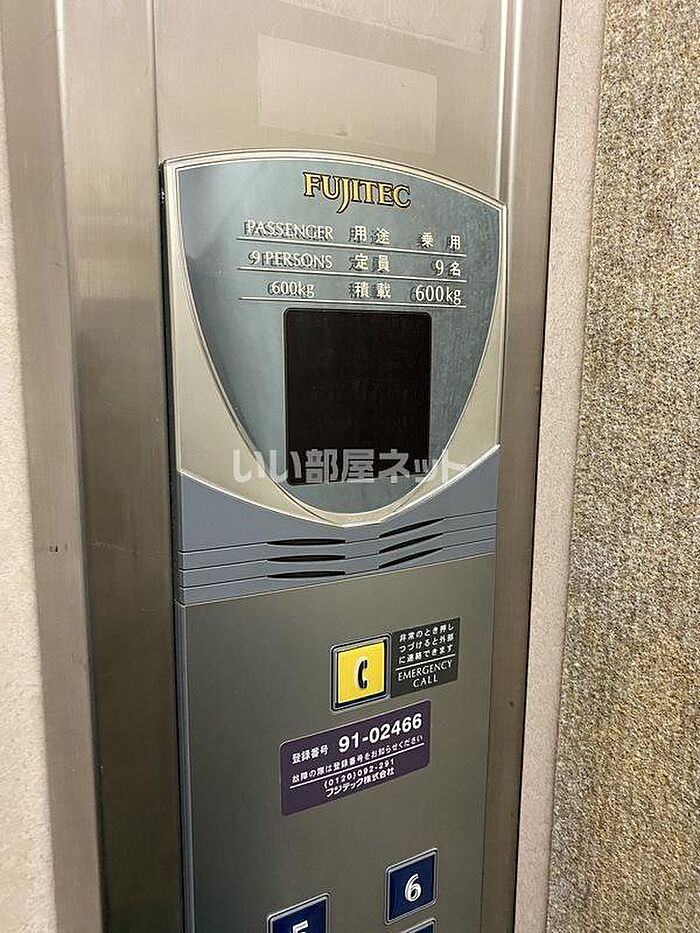 FUJITEC
PASSENGER 用途 乗用
9 PERSONS 定員 9名
600kg 積載 600kg
いい部屋ネット
非常のとき押し
つづけると外部
に連絡できます
EMERGENCY
CALL
登録番号 91-02466
故障の際は登録番号をお知らせください
(0120)092-291
フジテック株式会社
6
5